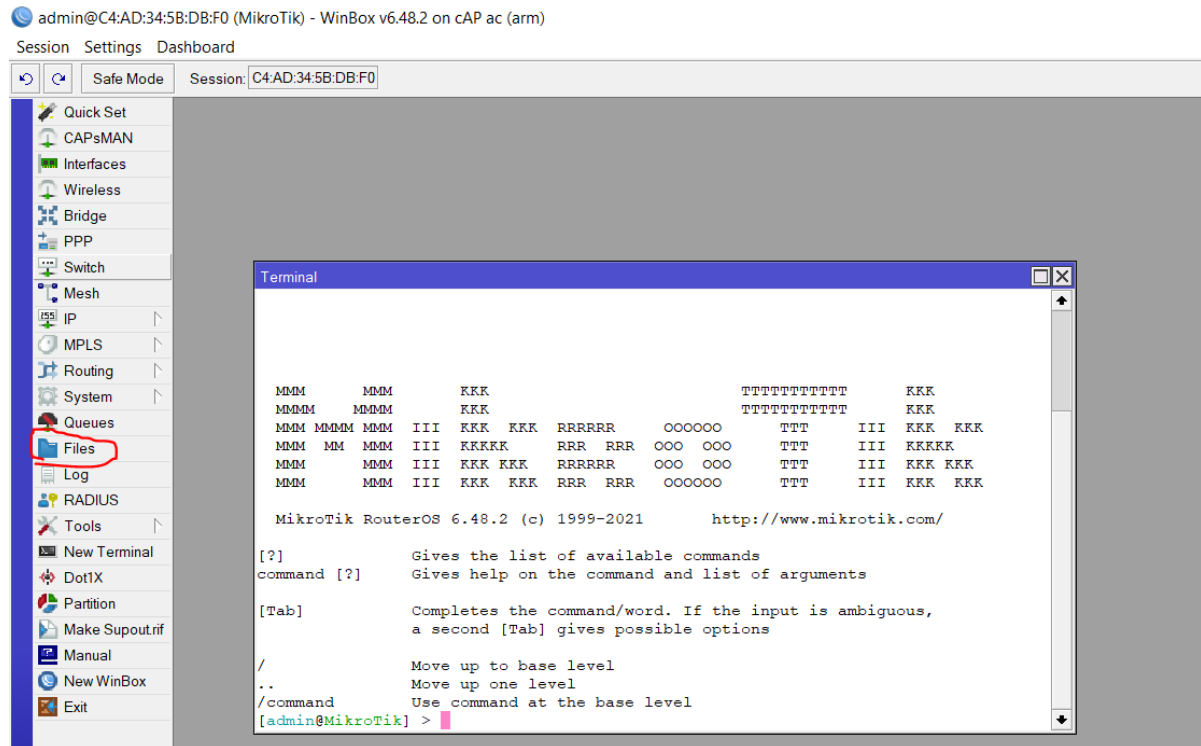 admin@C4:AD:34:5B:DB:F0 (MikroTik) - WinBox v6.48.2 on cAP ac (arm)
Session Settings Dashboard
Safe Mode Session: C4:AD:34:5B:DB:F0
Quick Set
CAPsMAN
Interfaces
Wireless
Bridge
PPP
Switch
Mesh
IP
MPLS
Routing
System
Queues
Files
Log
RADIUS
Tools
New Terminal
Dot1X
Partition
Make Supout.rif
Manual
New WinBox
Exit
Terminal
MMM      MMM       KKK                          TTTTTTTTTTT      KKK
MMMM    MMMM       KKK                          TTTTTTTTTTT      KKK
MMM MMMM MMM  III  KKK  KKK  RRRRRR     OOOOOO      TTT     III  KKK  KKK
MMM  MM  MMM  III  KKKKK     RRR  RRR  OOO  OOO     TTT     III  KKKKK
MMM      MMM  III  KKK KKK   RRRRRR    OOO  OOO     TTT     III  KKK KKK
MMM      MMM  III  KKK  KKK  RRR  RRR   OOOOOO      TTT     III  KKK  KKK
MikroTik RouterOS 6.48.2 (c) 1999-2021       http://www.mikrotik.com/
[?]             Gives the list of available commands
command [?]     Gives help on the command and list of arguments
[Tab]           Completes the command/word. If the input is ambiguous,
a second [Tab] gives possible options
/               Move up to base level
..              Move up one level
/command        Use command at the base level
[admin@MikroTik] >